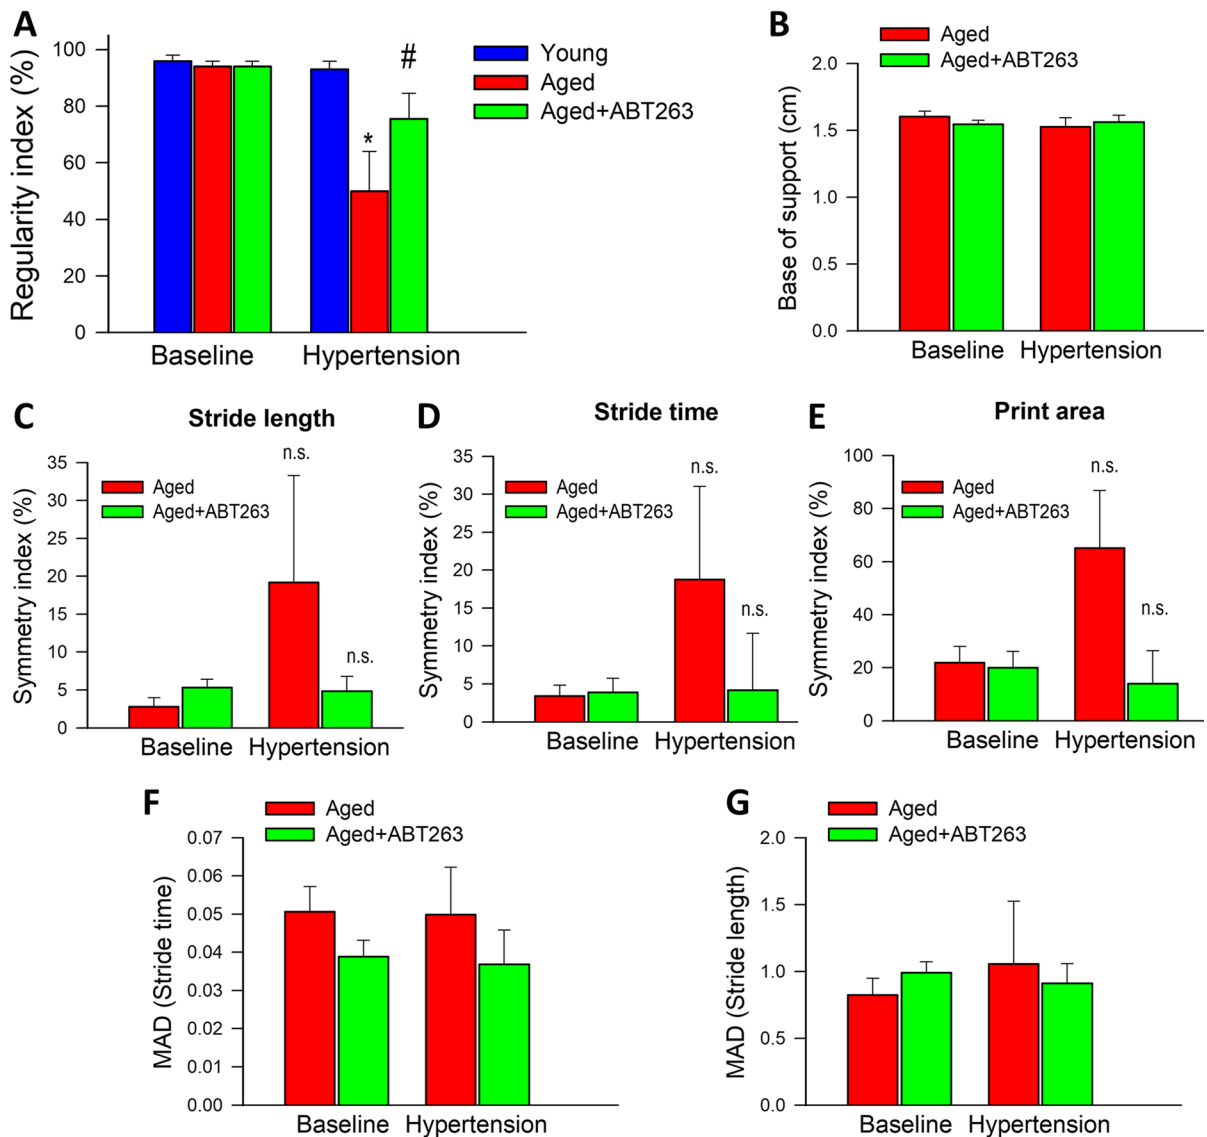 A
Regularity index (%)
100
80
60
40
20
0
*
#
Young
Aged
Aged+ABT263
Baseline
Hypertension
B
Aged
Aged+ABT263
Base of support (cm)
2.0
1.5
1.0
0.5
0.0
Baseline
Hypertension
C
Stride length
n.s.
Symmetry index (%)
35
30
25
20
15
10
5
0
Aged
Aged+ABT263
n.s.
Baseline
Hypertension
D
Stride time
n.s.
Symmetry index (%)
35
30
25
20
15
10
5
0
Aged
Aged+ABT263
n.s.
Baseline
Hypertension
E
Print area
n.s.
Symmetry index (%)
100
80
60
40
20
0
Aged
Aged+ABT263
n.s.
Baseline
Hypertension
F
Aged
Aged+ABT263
MAD (Stride time)
0.07
0.06
0.05
0.04
0.03
0.02
0.01
0.00
Baseline
Hypertension
G
Aged
Aged+ABT263
MAD (Stride length)
2.0
1.5
1.0
0.5
0.0
Baseline
Hypertension